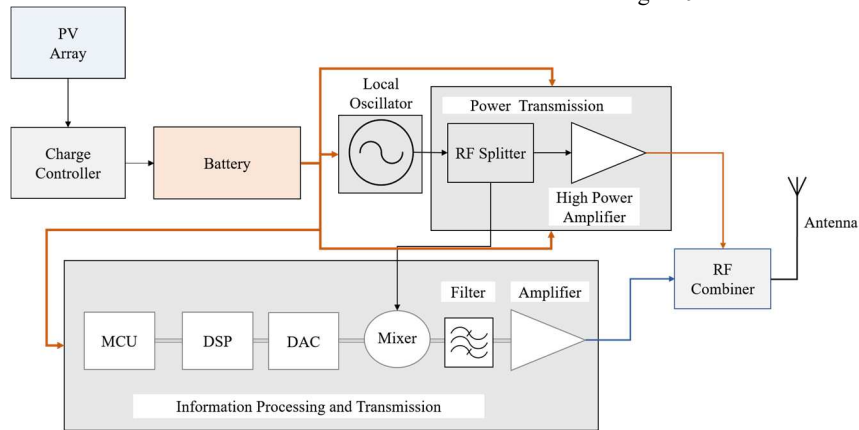 PV
Array
Charge
Controller
Battery
Local
Oscillator
Power Transmission
RF Splitter
High Power
Amplifier
Antenna
RF
Combiner
Filter
Amplifier
MCU
DSP
DAC
Mixer
Information Processing and Transmission